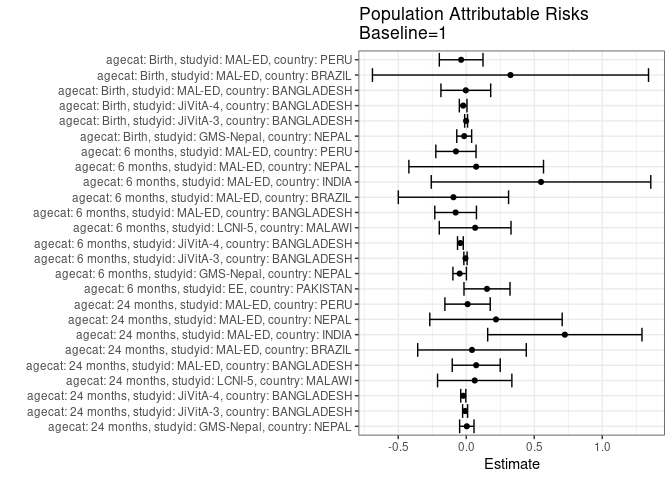 Population Attributable Risks
Baseline=1
agecat: Birth, studyid: MAL-ED, country: PERU
agecat: Birth, studyid: MAL-ED, country: BRAZIL
agecat: Birth, studyid: MAL-ED, country: BANGLADESH
agecat: Birth, studyid: JiVitA-4, country: BANGLADESH
agecat: Birth, studyid: JiVitA-3, country: BANGLADESH
agecat: Birth, studyid: GMS-Nepal, country: NEPAL
agecat: 6 months, studyid: MAL-ED, country: PERU
agecat: 6 months, studyid: MAL-ED, country: NEPAL
agecat: 6 months, studyid: MAL-ED, country: INDIA
agecat: 6 months, studyid: MAL-ED, country: BRAZIL
agecat: 6 months, studyid: MAL-ED, country: BANGLADESH
agecat: 6 months, studyid: LCNI-5, country: MALAWI
agecat: 6 months, studyid: JiVitA-4, country: BANGLADESH
agecat: 6 months, studyid: JiVitA-3, country: BANGLADESH
agecat: 6 months, studyid: GMS-Nepal, country: NEPAL
agecat: 6 months, studyid: EE, country: PAKISTAN
agecat: 24 months, studyid: MAL-ED, country: PERU
agecat: 24 months, studyid: MAL-ED, country: NEPAL
agecat: 24 months, studyid: MAL-ED, country: INDIA
agecat: 24 months, studyid: MAL-ED, country: BRAZIL
agecat: 24 months, studyid: MAL-ED, country: BANGLADESH
agecat: 24 months, studyid: LCNI-5, country: MALAWI
agecat: 24 months, studyid: JiVitA-4, country: BANGLADESH
agecat: 24 months, studyid: JiVitA-3, country: BANGLADESH
agecat: 24 months, studyid: GMS-Nepal, country: NEPAL
-0.5 0.0 0.5 1.0
Estimate